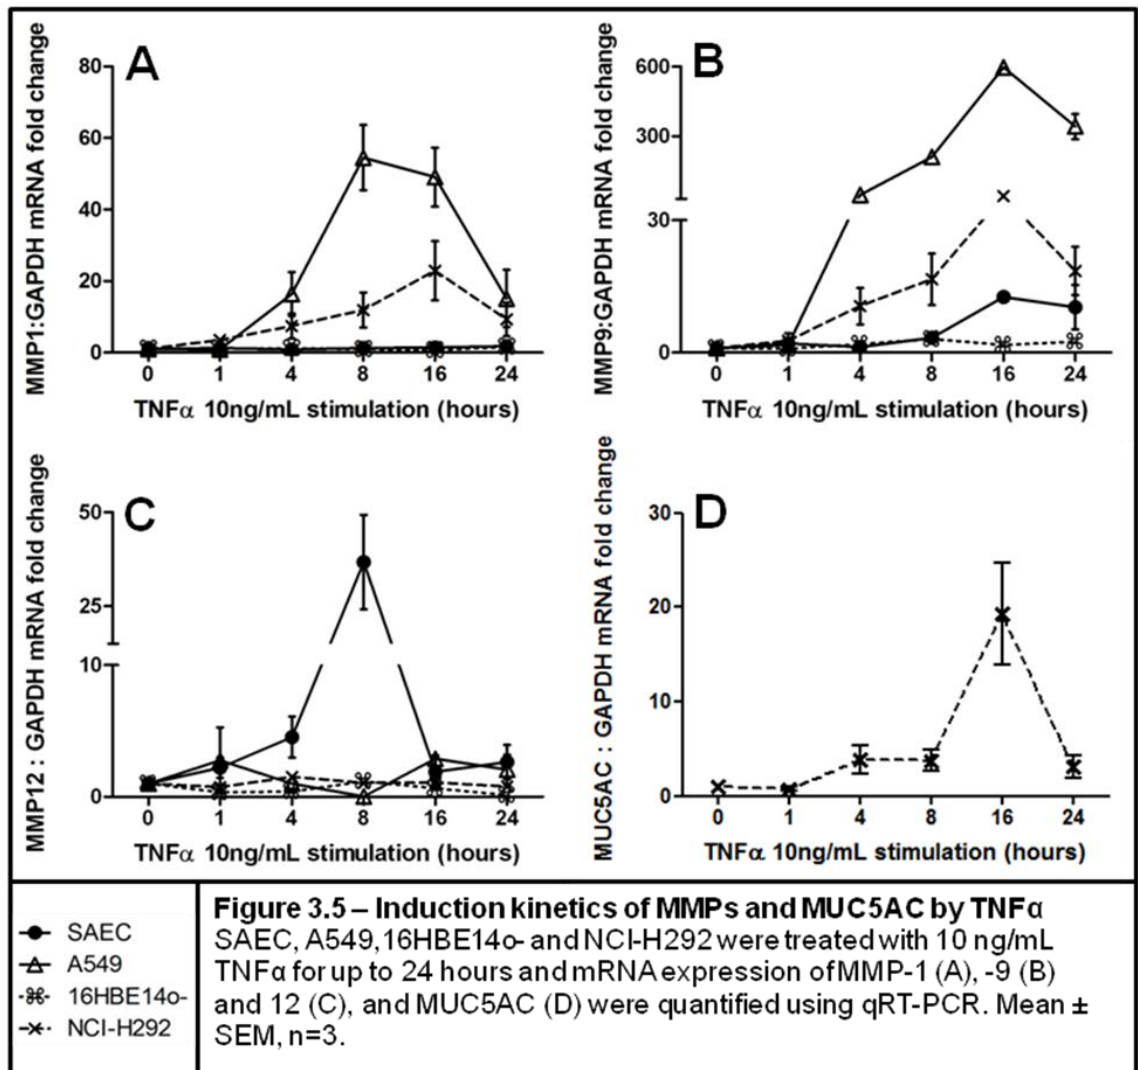 A
MMP1:GAPDH mRNA fold change
80
60
40
20
0
0 1 4 8 16 24
TNFα 10ng/mL stimulation (hours)
B
MMP9:GAPDH mRNA fold change
600
300
30
0
0 1 4 8 16 24
TNFα 10ng/mL stimulation (hours)
C
MMP12 : GAPDH mRNA fold change
50
25
10
0
0 1 4 8 16 24
TNFα 10ng/mL stimulation (hours)
D
MUC5AC : GAPDH mRNA fold change
30
20
10
0
0 1 4 8 16 24
TNFα 10ng/mL stimulation (hours)
SAEC
A549
16HBE14o-
NCI-H292
Figure 3.5 – Induction kinetics of MMPs and MUC5AC by TNFα
SAEC, A549,16HBE14o- and NCI-H292 were treated with 10 ng/mL
TNFα for up to 24 hours and mRNA expression of MMP-1 (A), -9 (B)
and 12 (C), and MUC5AC (D) were quantified using qRT-PCR. Mean ±
SEM, n=3.